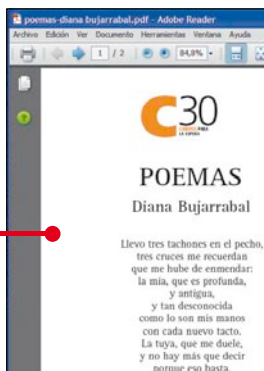 poemas-diana bujarrabal.pdf - Adobe Reader
Archivo Edición Ver Documento Herramientas Ventana Ayuda
1 / 2 84,8%
C30
LA ESPERA
POEMAS
Diana Bujarrabal
Llevo tres tachones en el pecho,
tres cruces me recuerdan
que me hube de enmendar:
la mía, que es profunda,
y antigua,
y tan desconocida
como lo son mis manos
con cada nuevo tacto.
La tuya, que me duele,
y no hay más que decir
porque eso basta.